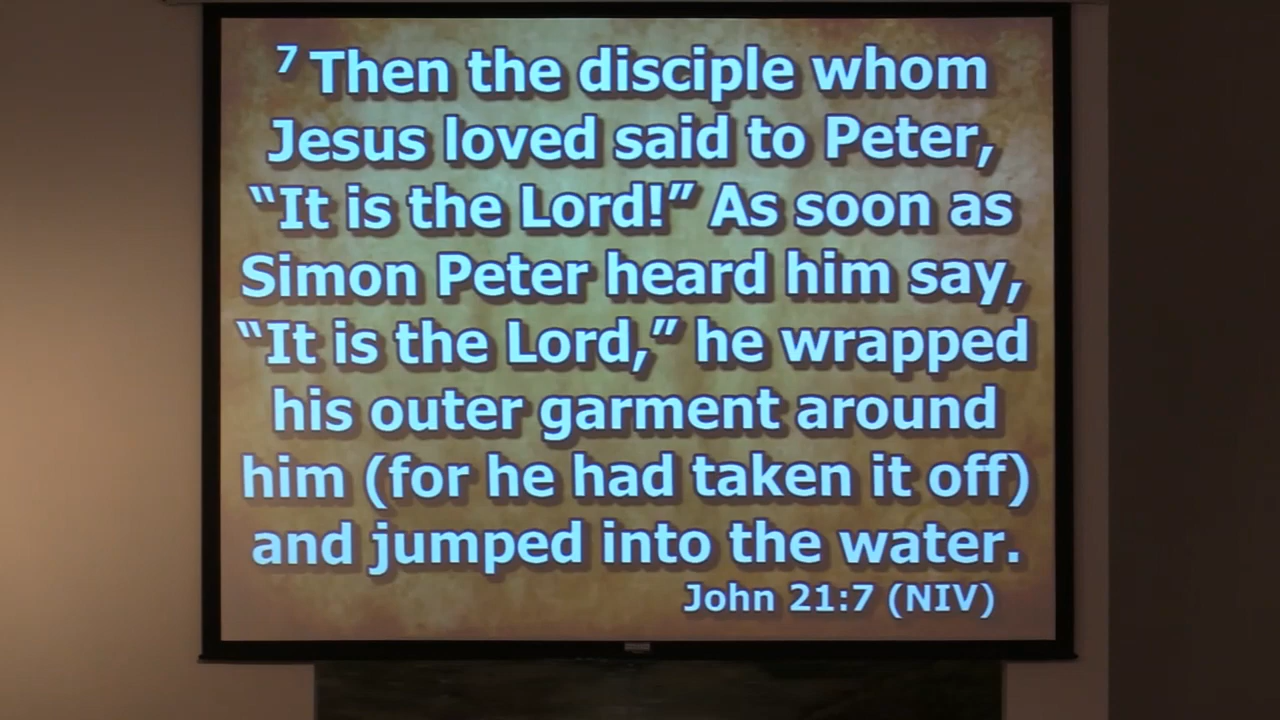 7 Then the disciple whom
Jesus loved said to Peter,
“It is the Lord!” As soon as
Simon Peter heard him say,
“It is the Lord,” he wrapped
his outer garment around
him (for he had taken it off)
and jumped into the water.
John 21:7 (NIV)